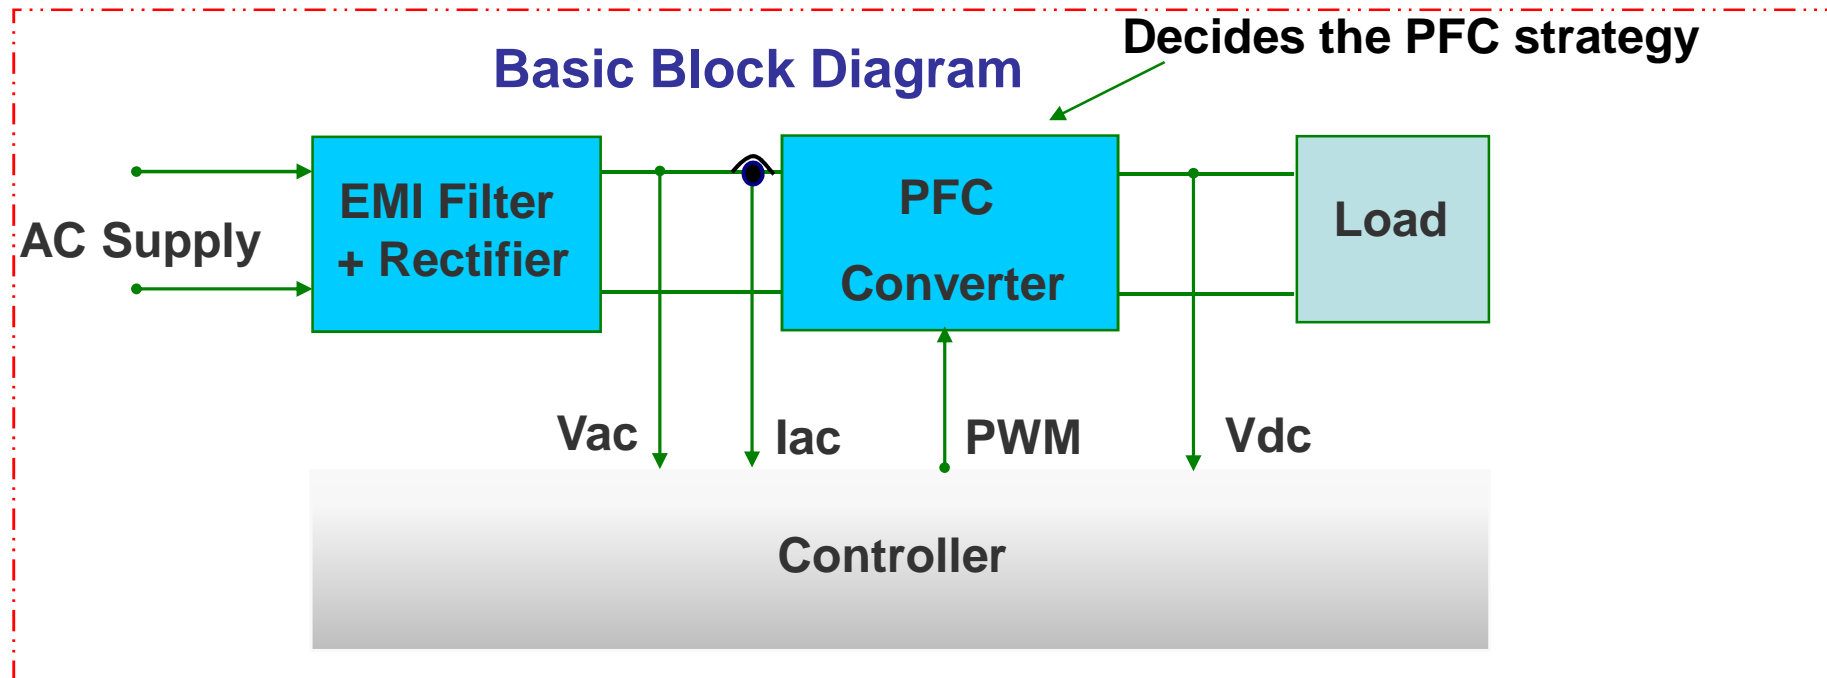 Decides the PFC strategy
Basic Block Diagram
AC Supply
EMI Filter
+ Rectifier
PFC
Converter
Load
Vac
Iac
PWM
Vdc
Controller